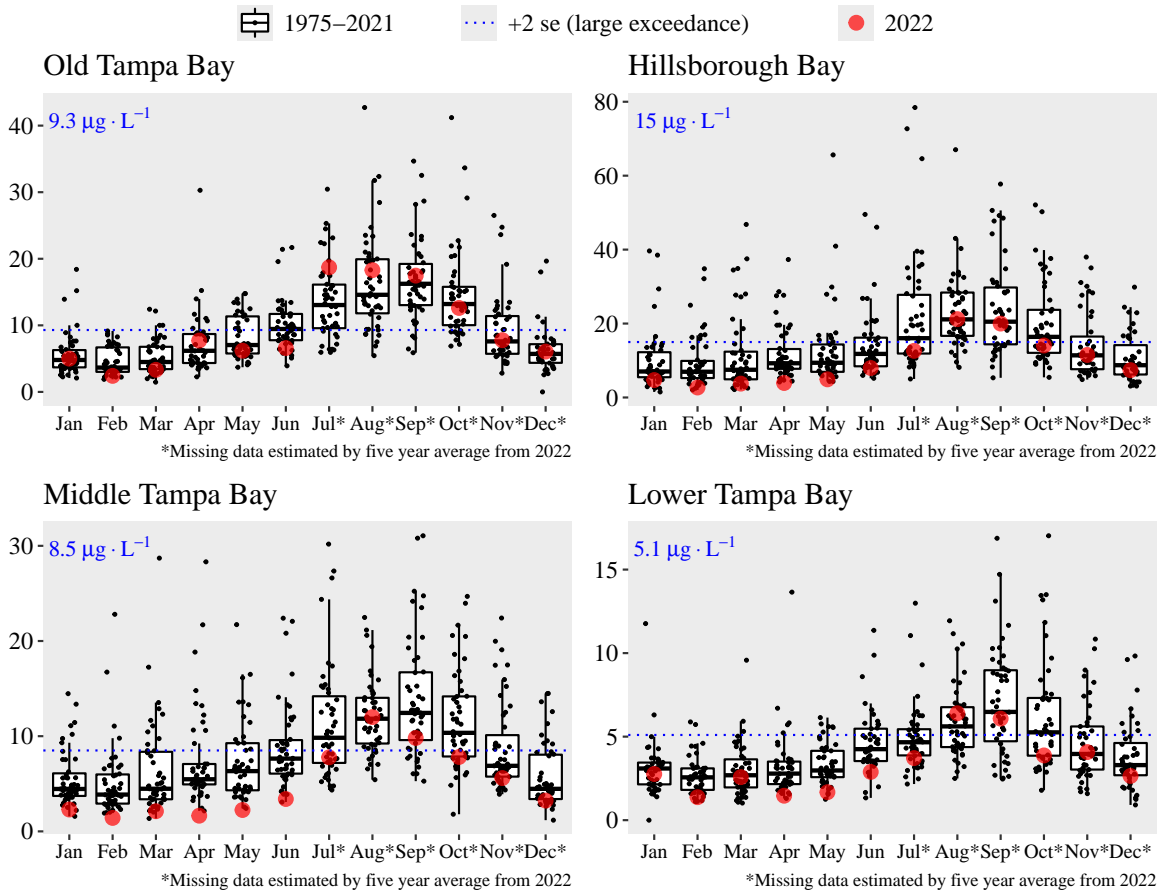 1975−2021 +2 se (large exceedance) 2022
Old Tampa Bay
9.3 μg ⋅ L⁻¹
40
30
20
10
0
Jan Feb Mar Apr May Jun Jul* Aug* Sep* Oct* Nov* Dec*
*Missing data estimated by five year average from 2022
Hillsborough Bay
15 μg ⋅ L⁻¹
80
60
40
20
0
Jan Feb Mar Apr May Jun Jul* Aug* Sep* Oct* Nov* Dec*
*Missing data estimated by five year average from 2022
Middle Tampa Bay
8.5 μg ⋅ L⁻¹
30
20
10
0
Jan Feb Mar Apr May Jun Jul* Aug* Sep* Oct* Nov* Dec*
*Missing data estimated by five year average from 2022
Lower Tampa Bay
5.1 μg ⋅ L⁻¹
15
10
5
0
Jan Feb Mar Apr May Jun Jul* Aug* Sep* Oct* Nov* Dec*
*Missing data estimated by five year average from 2022